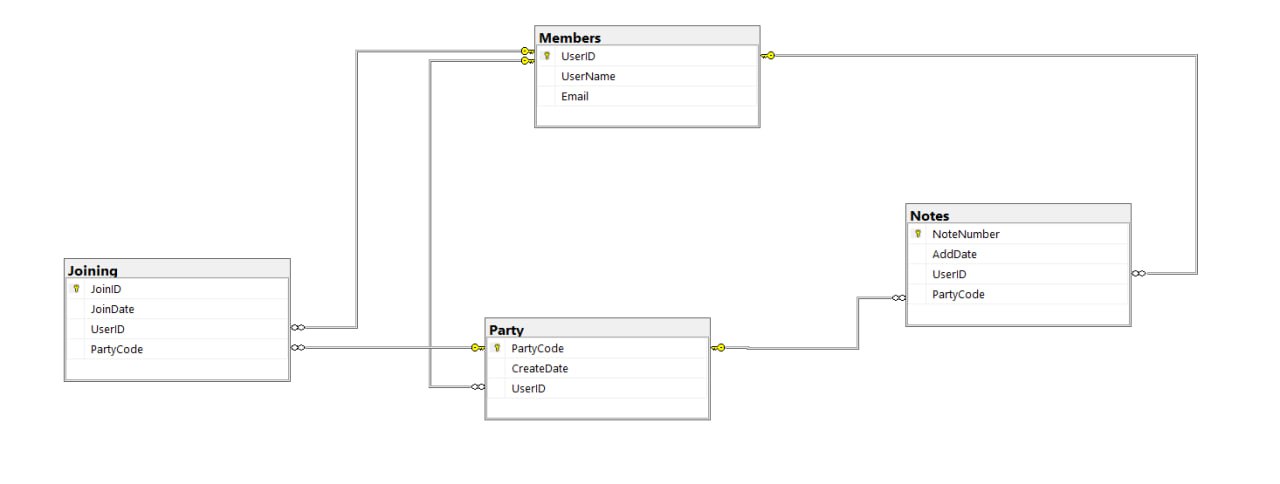 Members
UserID
UserName
Email
Notes
NoteNumber
AddDate
UserID
PartyCode
Joining
JoinID
JoinDate
UserID
PartyCode
Party
PartyCode
CreateDate
UserID